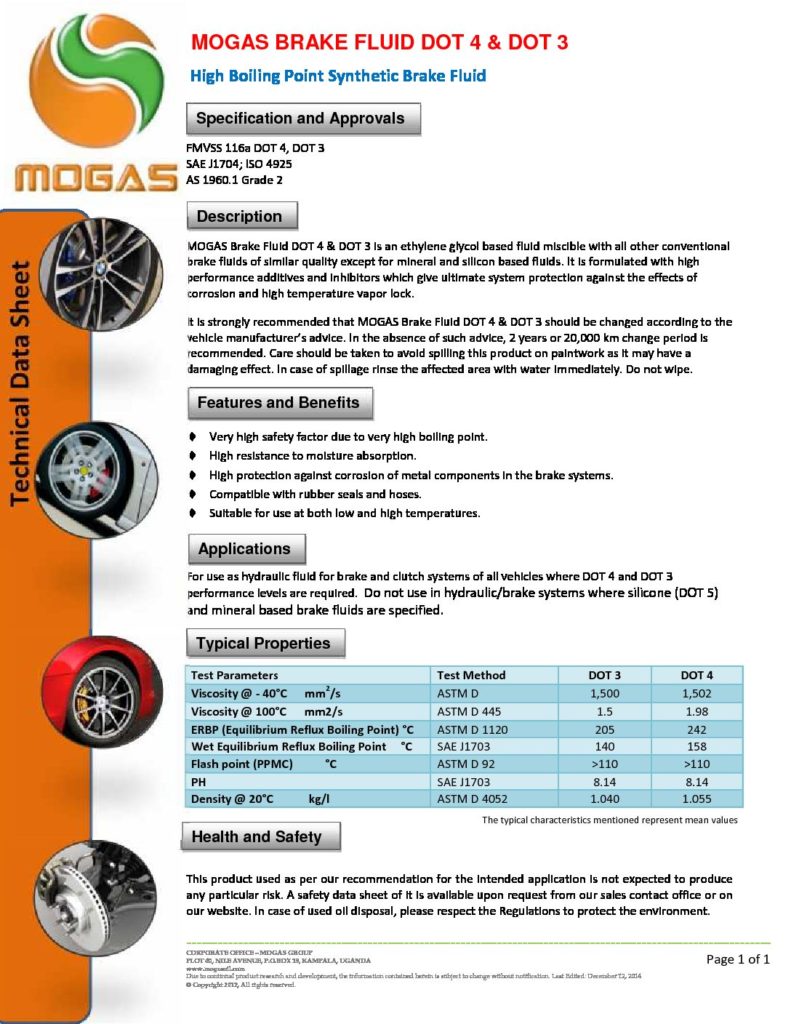 MOGAS
Technical Data Sheet
MOGAS BRAKE FLUID DOT 4 & DOT 3
High Boiling Point Synthetic Brake Fluid
Specification and Approvals
FMVSS 116a DOT 4, DOT 3
SAE J1704; ISO 4925
AS 1960.1 Grade 2
Description
MOGAS Brake Fluid DOT 4 & DOT 3 is an ethylene glycol based fluid miscible with all other conventional
brake fluids of similar quality except for mineral and silicon based fluids. It is formulated with high
performance additives and inhibitors which give ultimate system protection against the effects of
corrosion and high temperature vapor lock.
It is strongly recommended that MOGAS Brake Fluid DOT 4 & DOT 3 should be changed according to the
vehicle manufacturer's advice. In the absence of such advice, 2 years or 20,000 km change period is
recommended. Care should be taken to avoid spilling this product on paintwork as it may have a
damaging effect. In case of spillage rinse the affected area with water immediately. Do not wipe.
Features and Benefits
Very high safety factor due to very high boiling point.
High resistance to moisture absorption.
High protection against corrosion of metal components in the brake systems.
Compatible with rubber seals and hoses.
Suitable for use at both low and high temperatures.
Applications
For use as hydraulic fluid for brake and clutch systems of all vehicles where DOT 4 and DOT 3
performance levels are required. Do not use in hydraulic/brake systems where silicone (DOT 5)
and mineral based brake fluids are specified.
Typical Properties
Test Parameters Test Method DOT 3 DOT 4
Viscosity @ - 40°C mm²/s ASTM D 1,500 1,502
Viscosity @ 100°C mm2/s ASTM D 445 1.5 1.98
ERBP (Equilibrium Reflux Boiling Point) °C ASTM D 1120 205 242
Wet Equilibrium Reflux Boiling Point °C SAE J1703 140 158
Flash point (PPMC) °C ASTM D 92 >110 >110
PH SAE J1703 8.14 8.14
Density @ 20°C kg/l ASTM D 4052 1.040 1.055
The typical characteristics mentioned represent mean values
Health and Safety
This product used as per our recommendation for the intended application is not expected to produce
any particular risk. A safety data sheet of it is available upon request from our sales contact office or on
our website. In case of used oil disposal, please respect the Regulations to protect the environment.
CORPORATE OFFICE – MOGAS GROUP
NILE AVENUE, KAMPALA, UGANDA
Due to continual product research and development, the information contained herein is subject to change without notification. Last Edited: December 12, 2014
© Copyright 2012, All rights reserved.
Page 1 of 1